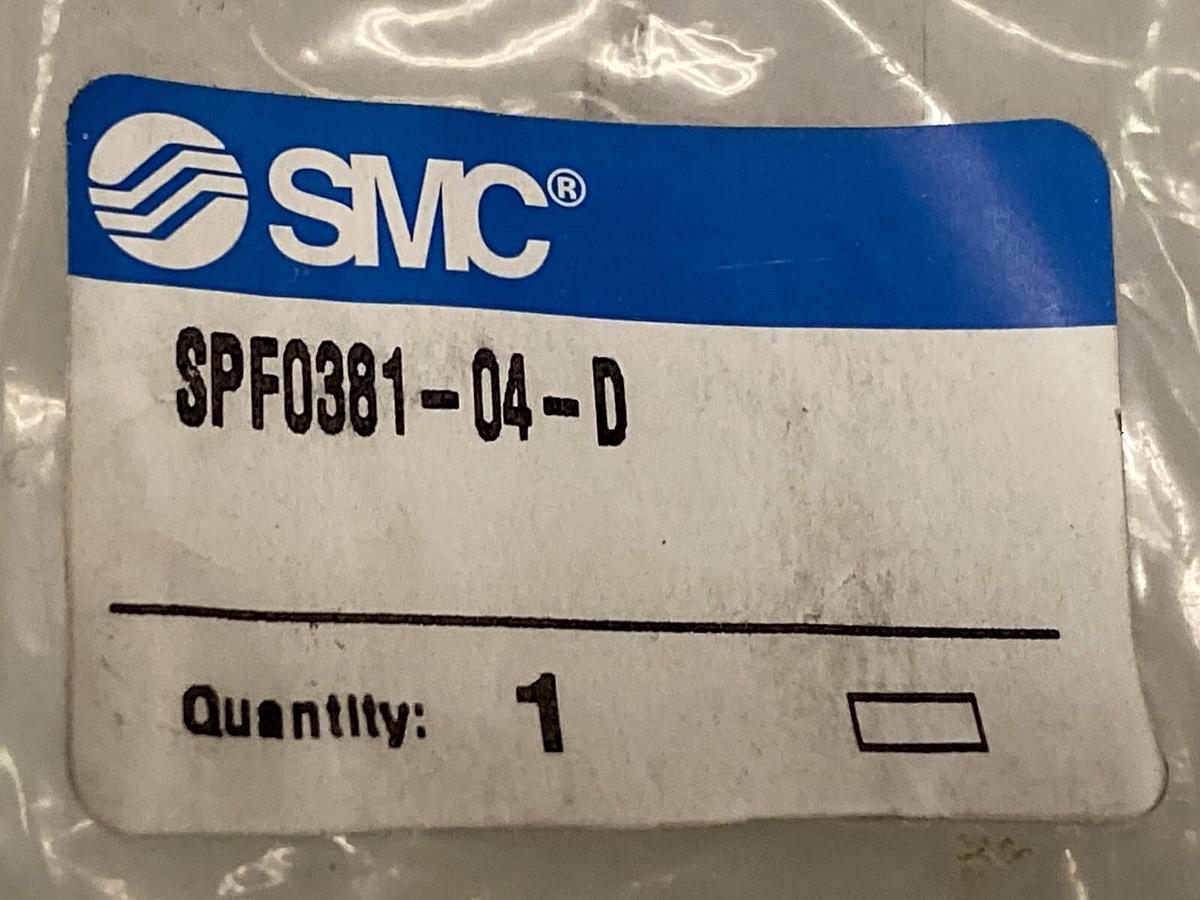 SMC®
SPF0381-04-D
Quantity: 1